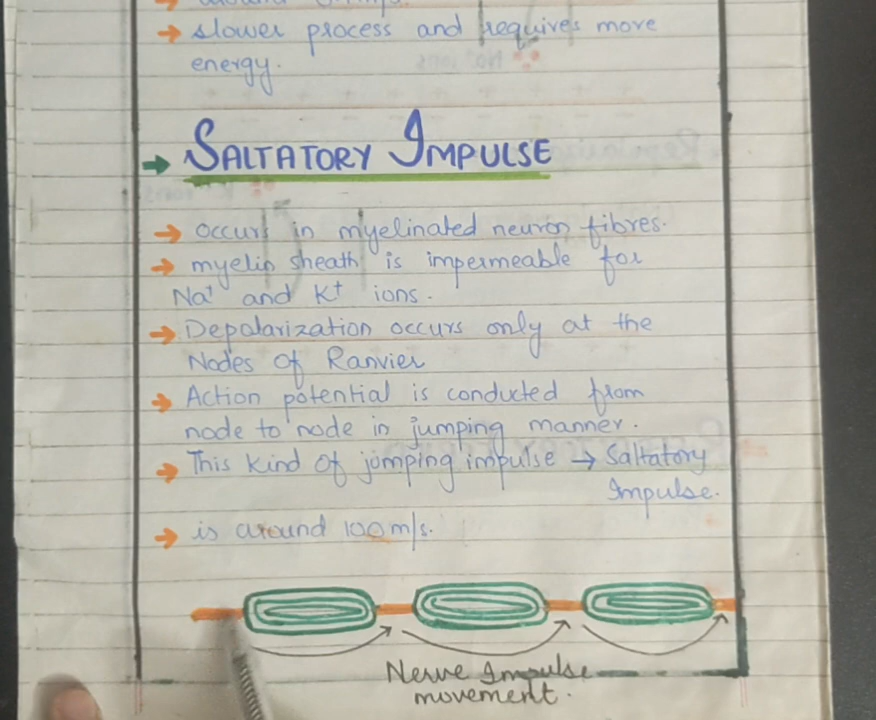 → slower process and requires more
energy.
→ SALTATORY IMPULSE
→ occurs in myelinated neuron fibres.
→ myelin sheath is impermeable for
Na⁺ and K⁺ ions.
→ Depolarization occurs only at the
Nodes of Ranvier
→ Action potential is conducted from
node to node in jumping manner.
→ This kind of jumping impulse → Saltatory
Impulse.
→ is around 100m/s.
Nerve Impulse
movement.